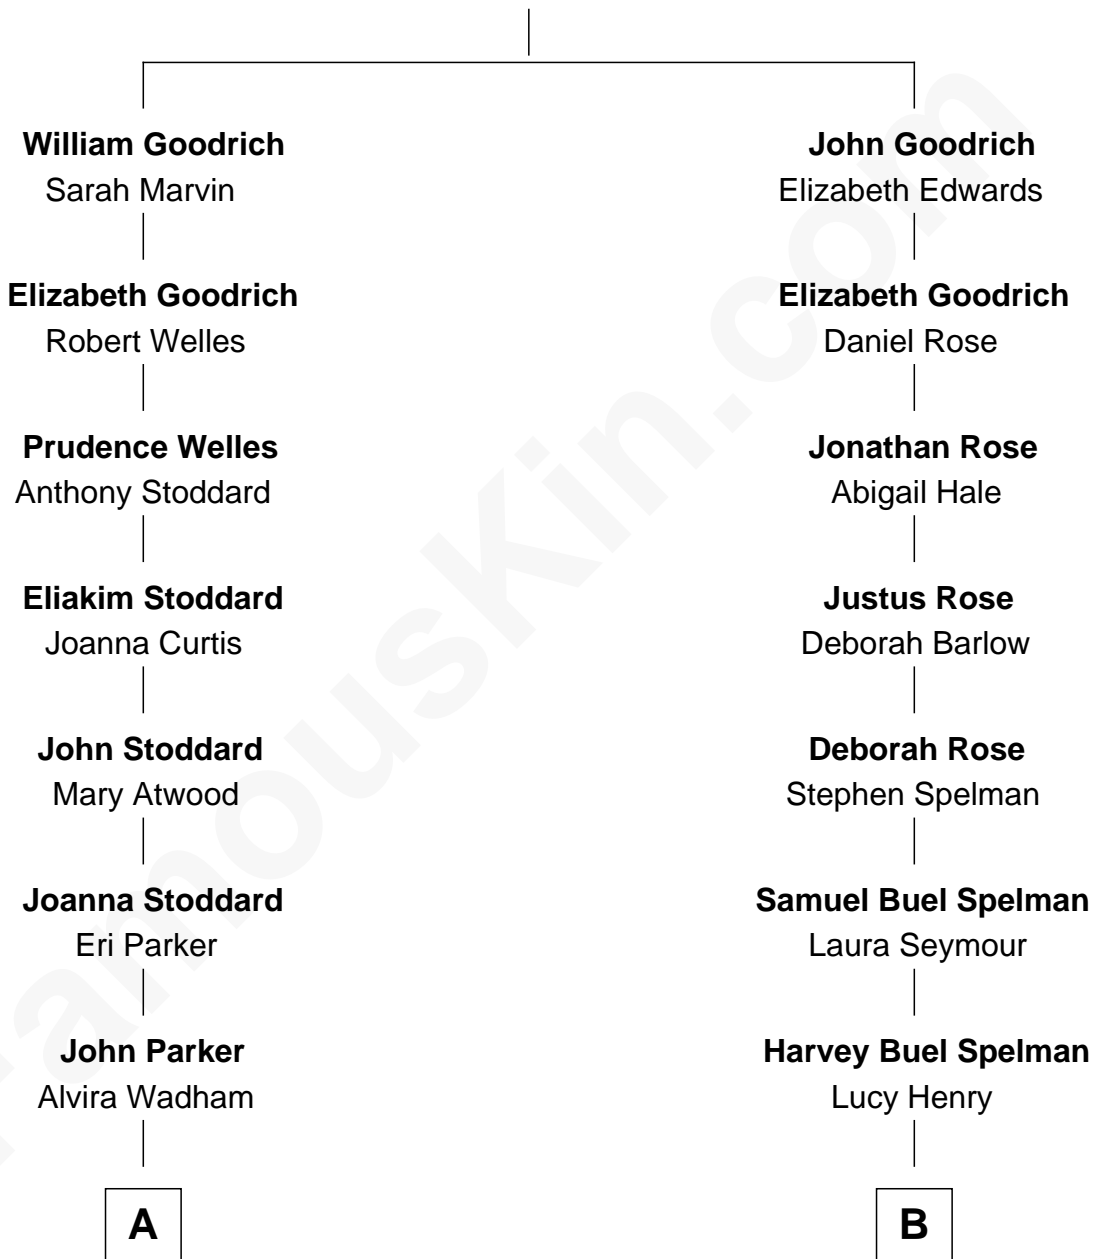 William Goodrich
Sarah Marvin
Elizabeth Goodrich
Robert Welles
Prudence Welles
Anthony Stoddard
Eliakim Stoddard
Joanna Curtis
John Stoddard
Mary Atwood
Joanna Stoddard
Eri Parker
John Parker
Alvira Wadham
A
John Goodrich
Elizabeth Edwards
Elizabeth Goodrich
Daniel Rose
Jonathan Rose
Abigail Hale
Justus Rose
Deborah Barlow
Deborah Rose
Stephen Spelman
Samuel Buel Spelman
Laura Seymour
Harvey Buel Spelman
Lucy Henry
B
FamousKin.com